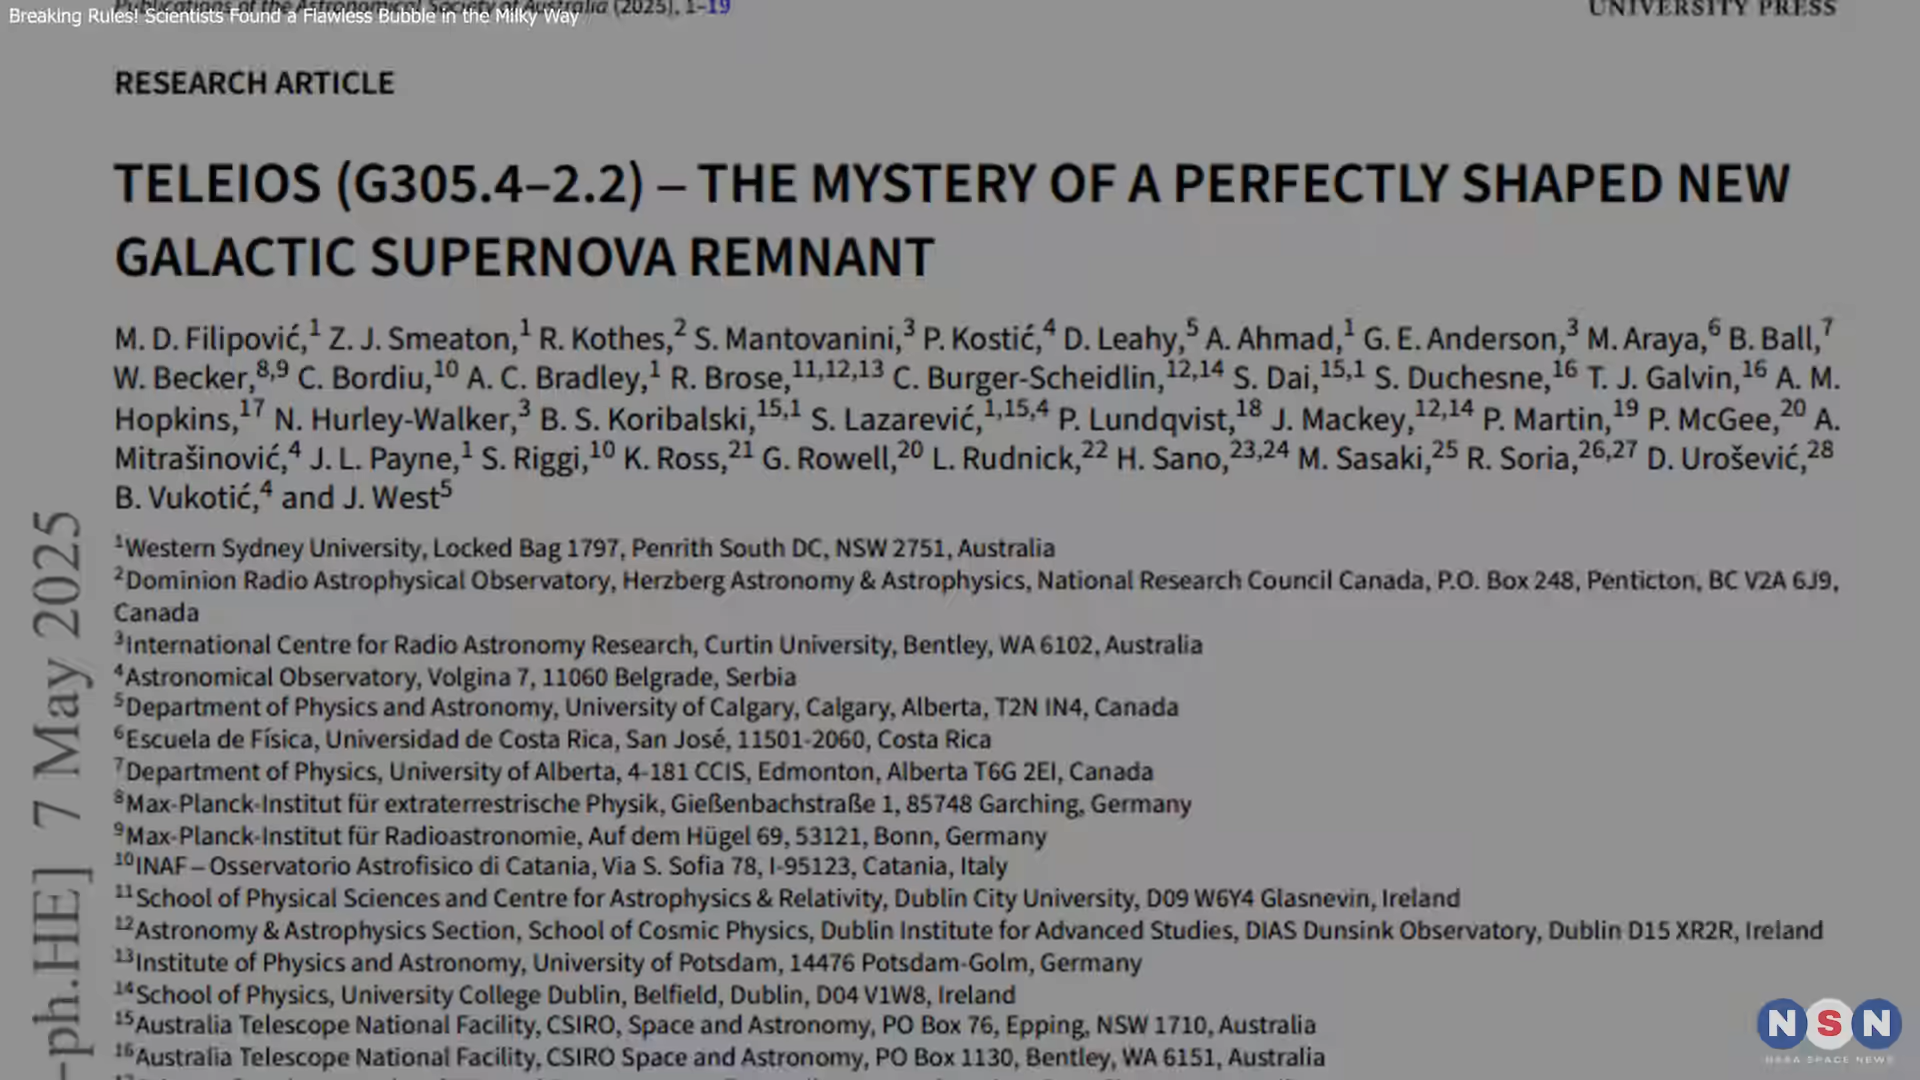 Breaking Rules! Scientists Found a Flawless Bubble in the Milky Way
Publications of the Astronomical Society of Australia (2025), 1–19
UNIVERSITY PRESS
RESEARCH ARTICLE
TELEIOS (G305.4–2.2) – THE MYSTERY OF A PERFECTLY SHAPED NEW
GALACTIC SUPERNOVA REMNANT
M. D. Filipović,1 Z. J. Smeaton,1 R. Kothes,2 S. Mantovanini,3 P. Kostić,4 D. Leahy,5 A. Ahmad,1 G. E. Anderson,3 M. Araya,6 B. Ball,7
W. Becker,8,9 C. Bordiu,10 A. C. Bradley,1 R. Brose,11,12,13 C. Burger-Scheidlin,12,14 S. Dai,15,1 S. Duchesne,16 T. J. Galvin,16 A. M.
Hopkins,17 N. Hurley-Walker,3 B. S. Koribalski,15,1 S. Lazarević,1,15,4 P. Lundqvist,18 J. Mackey,12,14 P. Martin,19 P. McGee,20 A.
Mitrašinović,4 J. L. Payne,1 S. Riggi,10 K. Ross,21 G. Rowell,20 L. Rudnick,22 H. Sano,23,24 M. Sasaki,25 R. Soria,26,27 D. Urošević,28
B. Vukotić,4 and J. West5
1Western Sydney University, Locked Bag 1797, Penrith South DC, NSW 2751, Australia
2Dominion Radio Astrophysical Observatory, Herzberg Astronomy & Astrophysics, National Research Council Canada, P.O. Box 248, Penticton, BC V2A 6J9,
Canada
3International Centre for Radio Astronomy Research, Curtin University, Bentley, WA 6102, Australia
4Astronomical Observatory, Volgina 7, 11060 Belgrade, Serbia
5Department of Physics and Astronomy, University of Calgary, Calgary, Alberta, T2N IN4, Canada
6Escuela de Física, Universidad de Costa Rica, San José, 11501-2060, Costa Rica
7Department of Physics, University of Alberta, 4-181 CCIS, Edmonton, Alberta T6G 2EI, Canada
8Max-Planck-Institut für extraterrestrische Physik, Gießenbachstraße 1, 85748 Garching, Germany
9Max-Planck-Institut für Radioastronomie, Auf dem Hügel 69, 53121, Bonn, Germany
10INAF – Osservatorio Astrofisico di Catania, Via S. Sofia 78, I-95123, Catania, Italy
11School of Physical Sciences and Centre for Astrophysics & Relativity, Dublin City University, D09 W6Y4 Glasnevin, Ireland
12Astronomy & Astrophysics Section, School of Cosmic Physics, Dublin Institute for Advanced Studies, DIAS Dunsink Observatory, Dublin D15 XR2R, Ireland
13Institute of Physics and Astronomy, University of Potsdam, 14476 Potsdam-Golm, Germany
14School of Physics, University College Dublin, Belfield, Dublin, D04 V1W8, Ireland
15Australia Telescope National Facility, CSIRO, Space and Astronomy, PO Box 76, Epping, NSW 1710, Australia
16Australia Telescope National Facility, CSIRO Space and Astronomy, PO Box 1130, Bentley, WA 6151, Australia
-ph.HE] 7 May 2025
NSN
NASA SPACE NEWS